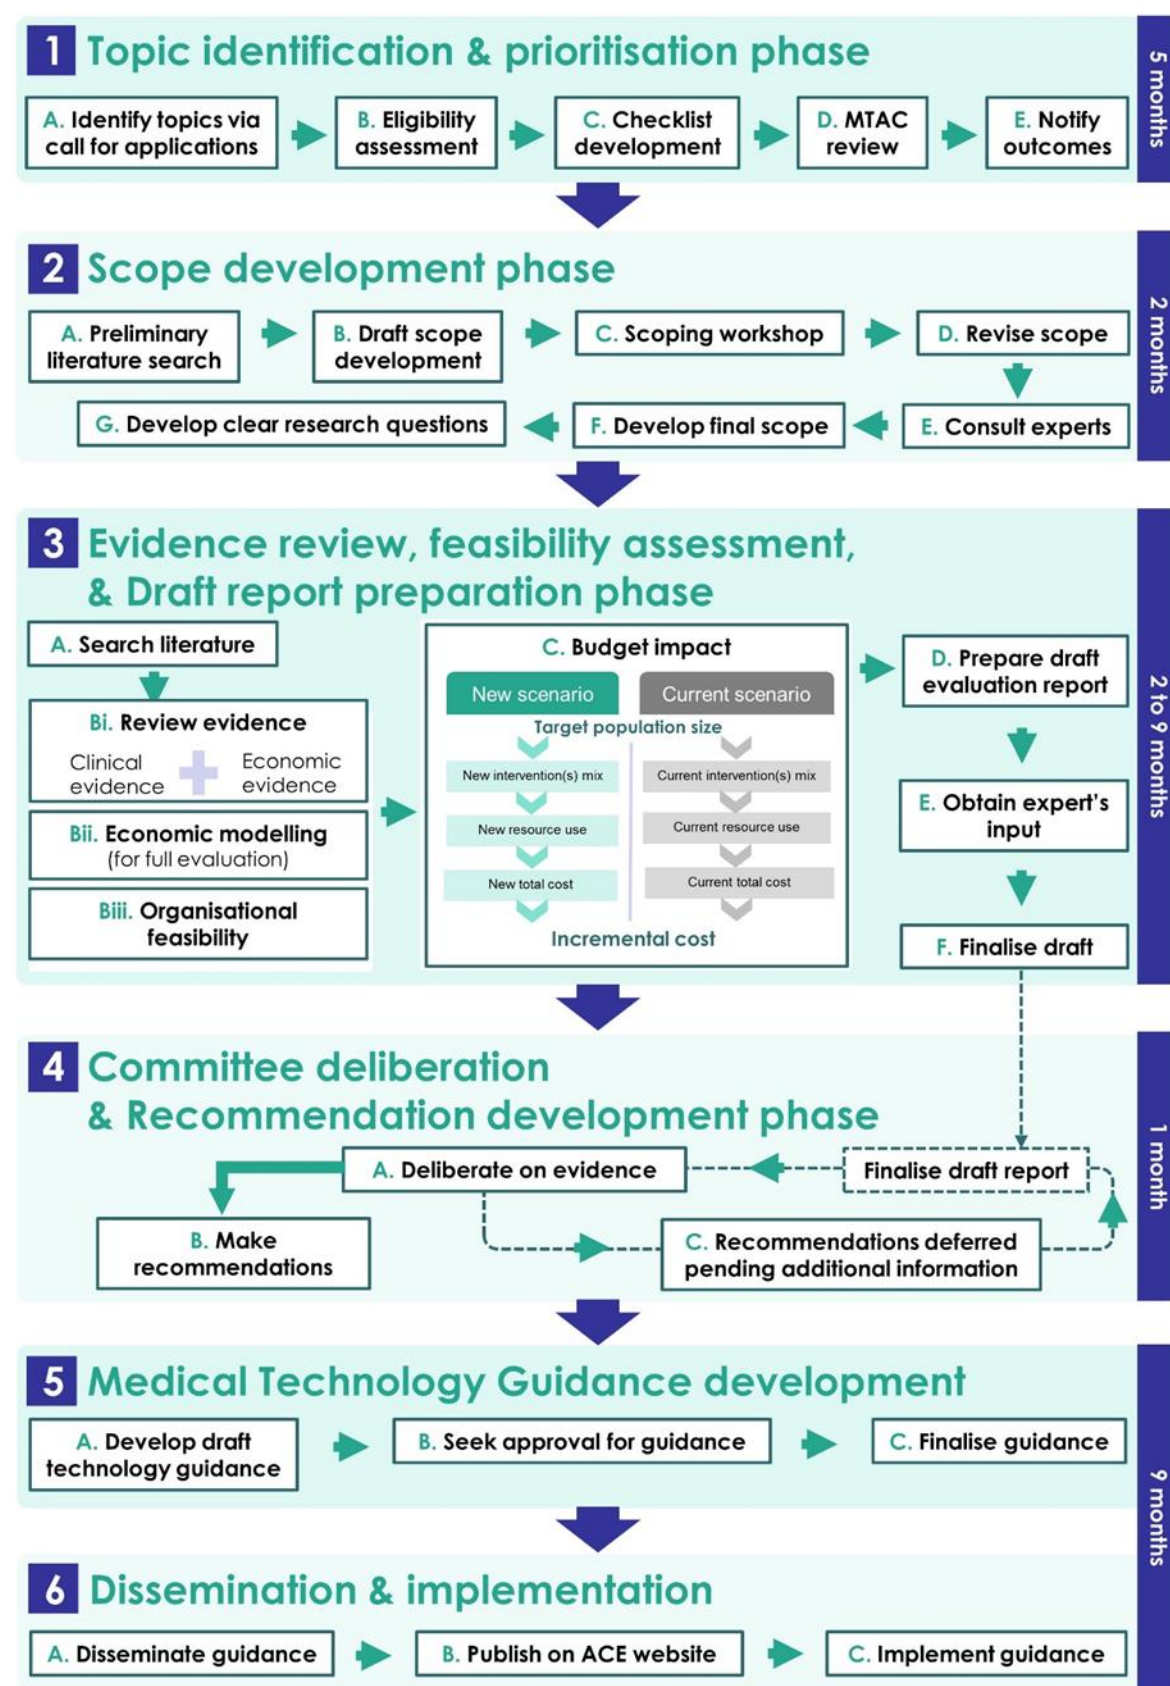 1 Topic identification & prioritisation phase
5 months
A. Identify topics via
call for applications
B. Eligibility
assessment
C. Checklist
development
D. MTAC
review
E. Notify
outcomes
2 Scope development phase
2 months
A. Preliminary
literature search
B. Draft scope
development
C. Scoping workshop
D. Revise scope
E. Consult experts
F. Develop final scope
G. Develop clear research questions
3 Evidence review, feasibility assessment,
& Draft report preparation phase
2 to 9 months
A. Search literature
Bi. Review evidence
Clinical
evidence
Economic
evidence
Bii. Economic modelling
(for full evaluation)
Biii. Organisational
feasibility
C. Budget impact
New scenario
Current scenario
Target population size
New intervention(s) mix
Current intervention(s) mix
New resource use
Current resource use
New total cost
Current total cost
Incremental cost
D. Prepare draft
evaluation report
E. Obtain expert's
input
F. Finalise draft
4 Committee deliberation
& Recommendation development phase
1 month
A. Deliberate on evidence
Finalise draft report
B. Make
recommendations
C. Recommendations deferred
pending additional information
5 Medical Technology Guidance development
9 months
A. Develop draft
technology guidance
B. Seek approval for guidance
C. Finalise guidance
6 Dissemination & implementation
A. Disseminate guidance
B. Publish on ACE website
C. Implement guidance